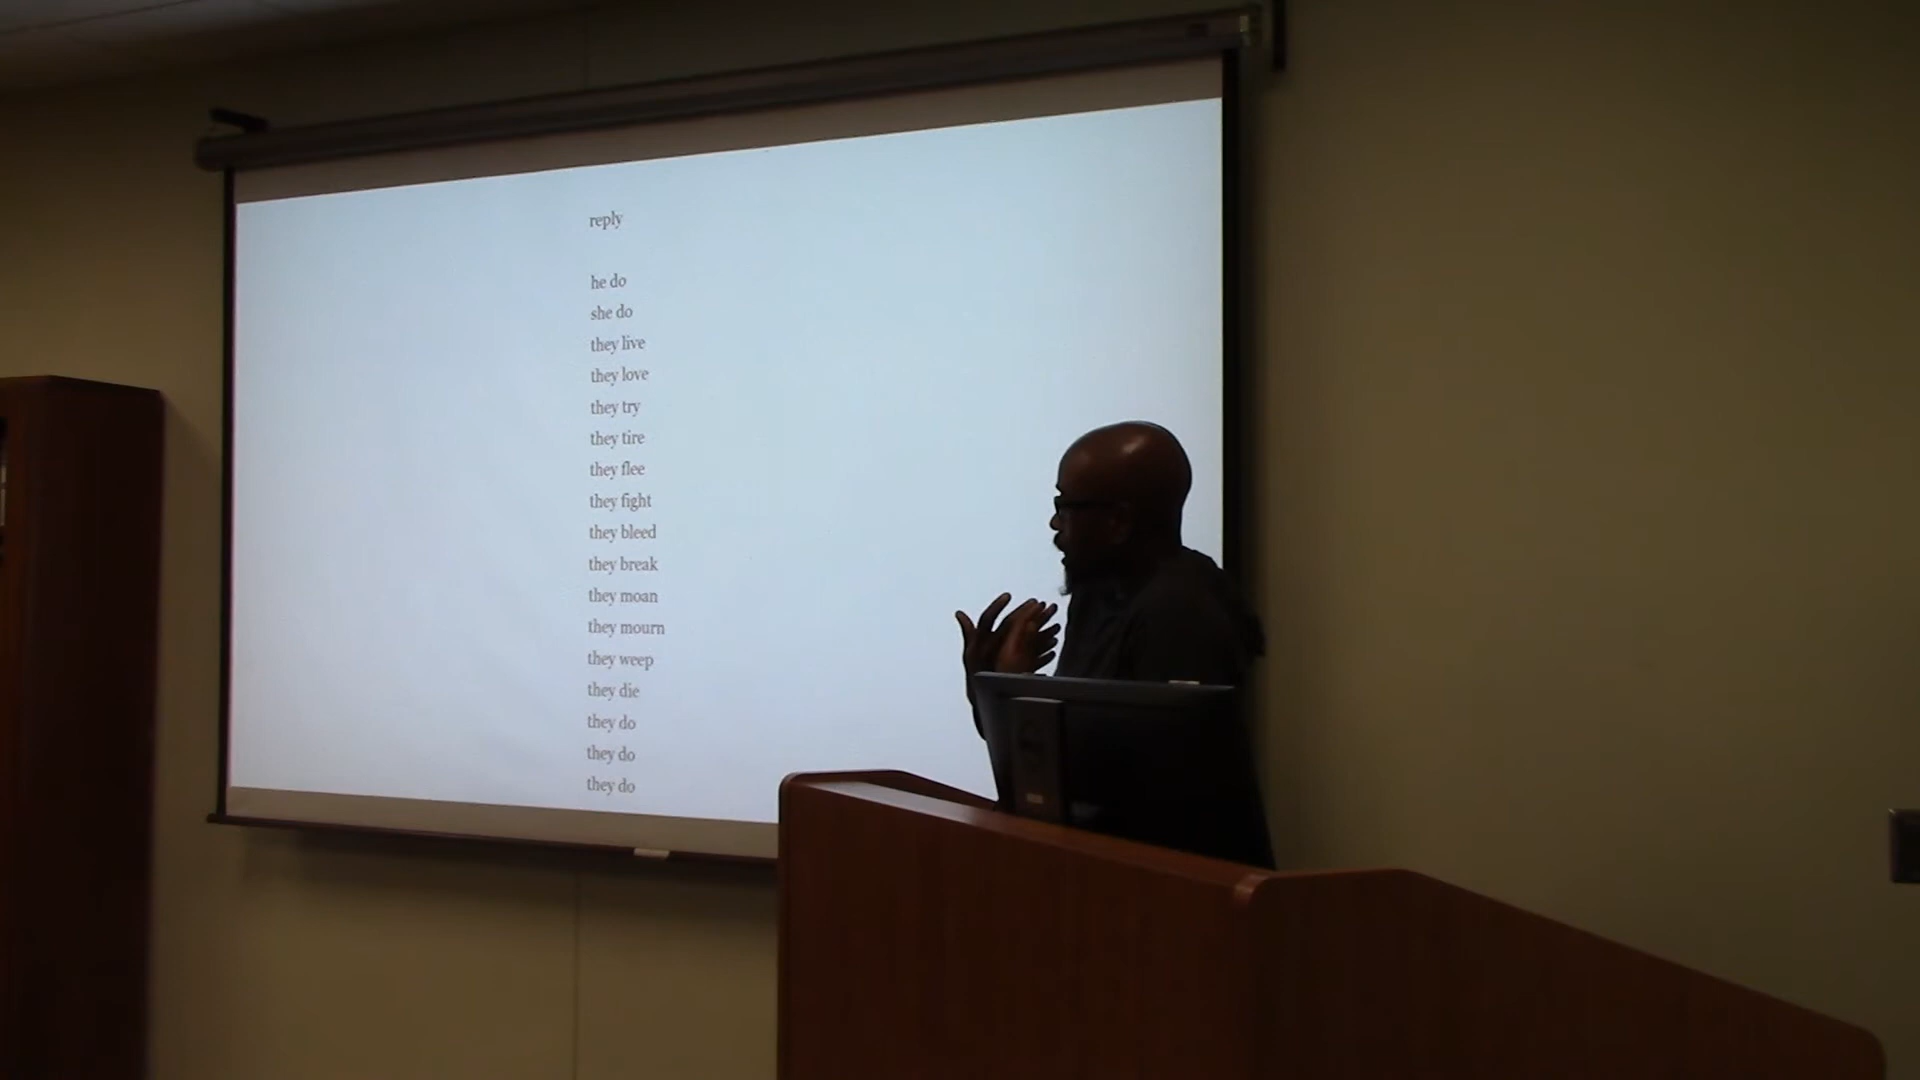 reply
he do
she do
they live
they love
they try
they tire
they flee
they fight
they bleed
they break
they moan
they mourn
they weep
they die
they do
they do
they do